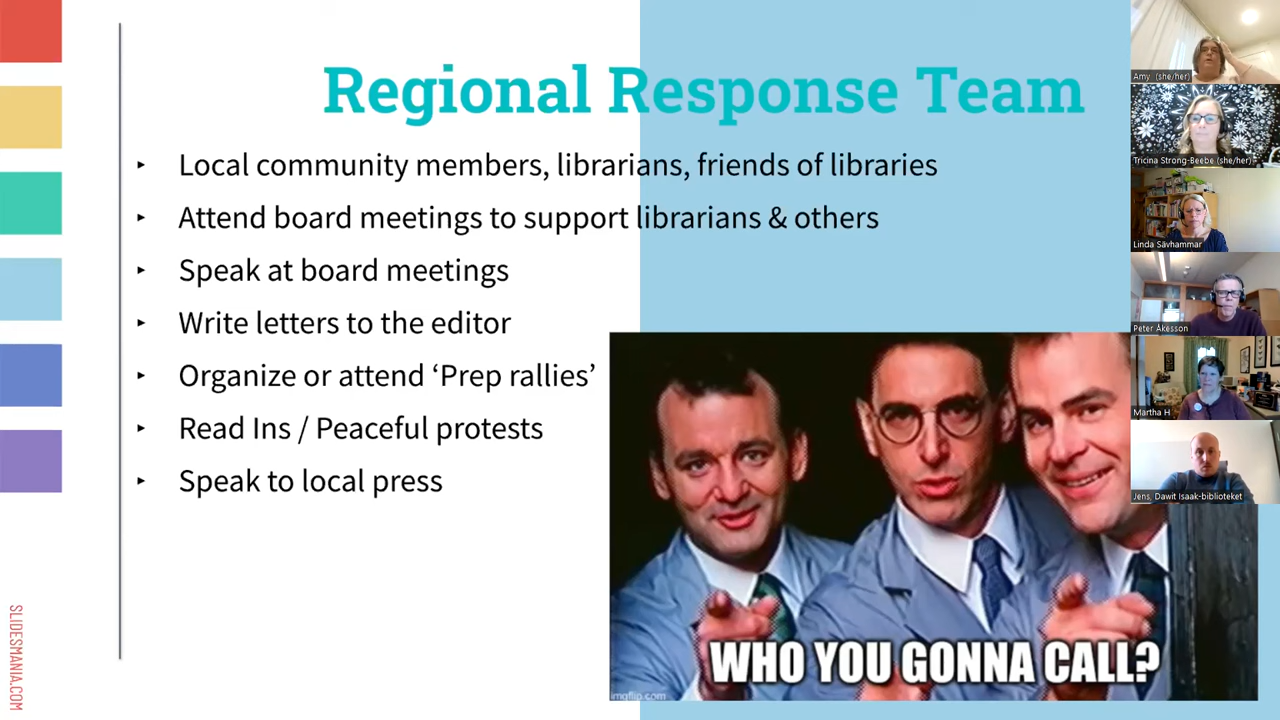 Regional Response Team
Local community members, librarians, friends of libraries
Attend board meetings to support librarians & others
Speak at board meetings
Write letters to the editor
Organize or attend ‘Prep rallies’
Read Ins / Peaceful protests
Speak to local press
WHO YOU GONNA CALL?
imgflip.com
SLIDESMANIA.COM
Amy (she/her)
Tricina Strong-Beebe (she/her)
Linda Sävhammar
Peter Åkesson
Martha H
Jens, Dawit Isaak-biblioteket